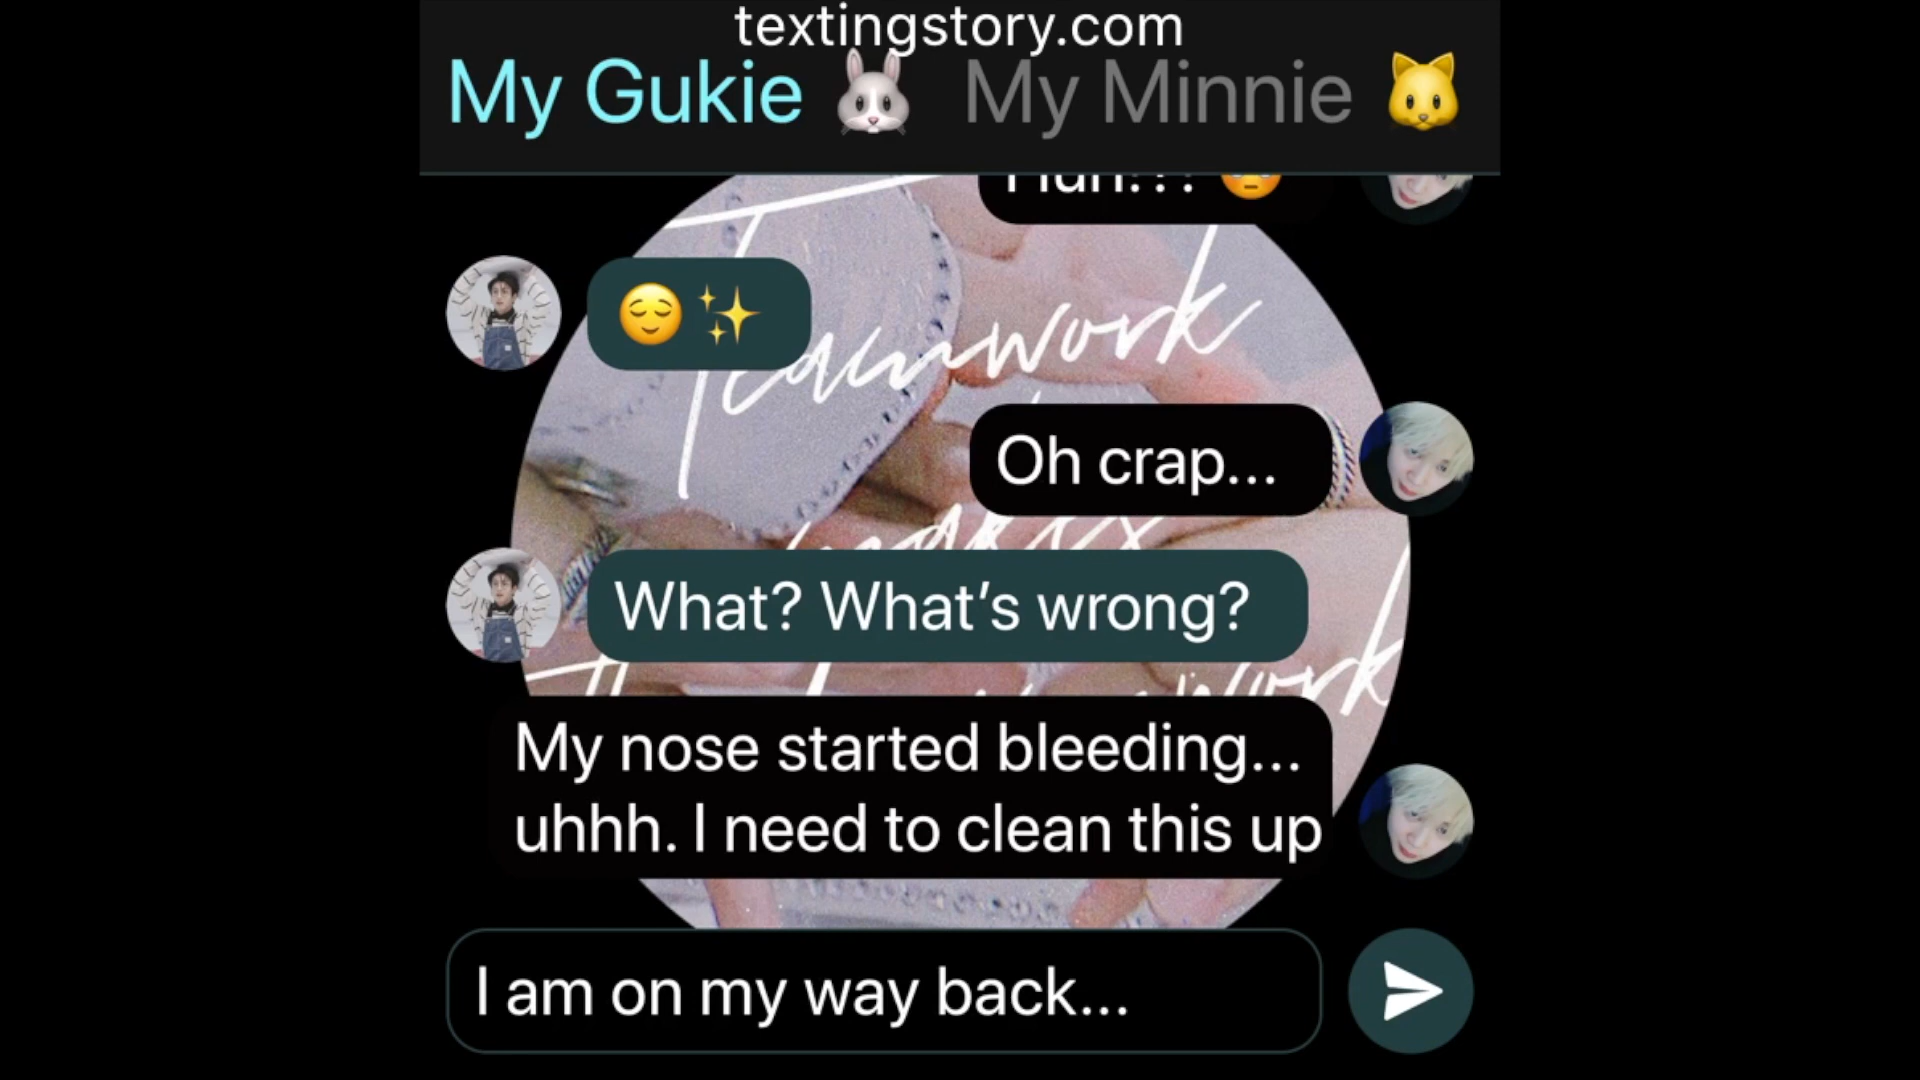 textingstory.com
My Gukie 🐰 My Minnie 🐱
😌✨
Teamwork
Oh crap...
What? What's wrong?
My nose started bleeding...
uhhh. I need to clean this up
I am on my way back...